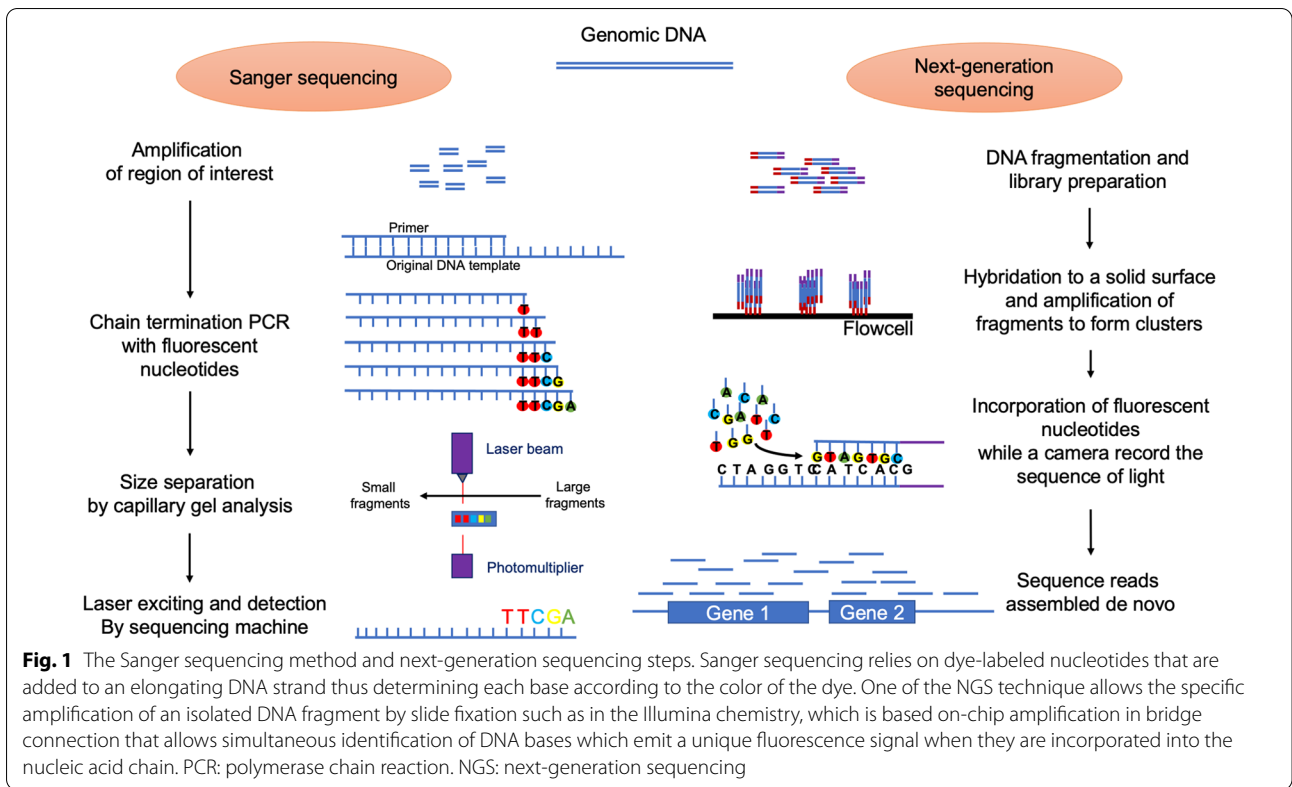 Genomic DNA
Sanger sequencing
Amplification
of region of interest
Chain termination PCR
with fluorescent
nucleotides
Size separation
by capillary gel analysis
Laser exciting and detection
By sequencing machine
Primer
Original DNA template
T
T T
T T C
T T C G
T T C G A
Laser beam
Small
fragments
Large
fragments
Photomultiplier
TTCGA
Next-generation
sequencing
DNA fragmentation and
library preparation
Hybridation to a solid surface
and amplification of
fragments to form clusters
Incorporation of fluorescent
nucleotides
while a camera record the
sequence of light
Sequence reads
assembled de novo
Flowcell
A C A
C G A T C
T G G T
G T A G T G C
C T A G G T C C A T C A C G
Gene 1
Gene 2
Fig. 1 The Sanger sequencing method and next-generation sequencing steps. Sanger sequencing relies on dye-labeled nucleotides that are
added to an elongating DNA strand thus determining each base according to the color of the dye. One of the NGS technique allows the specific
amplification of an isolated DNA fragment by slide fixation such as in the Illumina chemistry, which is based on-chip amplification in bridge
connection that allows simultaneous identification of DNA bases which emit a unique fluorescence signal when they are incorporated into the
nucleic acid chain. PCR: polymerase chain reaction. NGS: next-generation sequencing